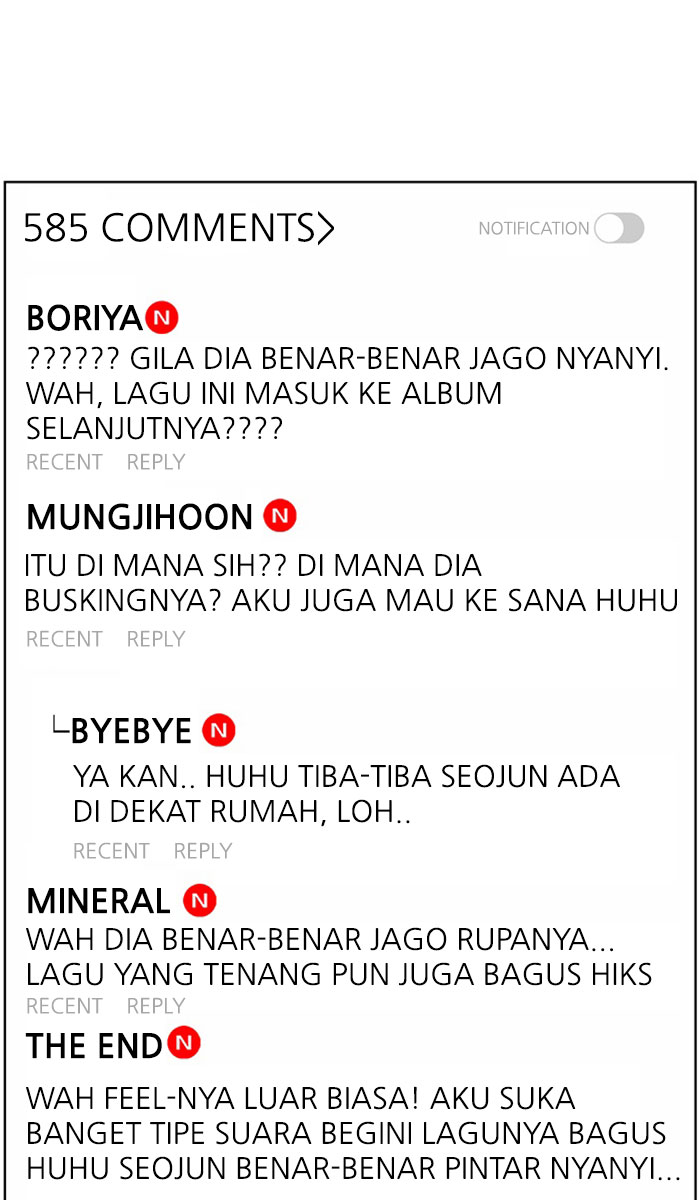 585 COMMENTS>
NOTIFICATION
BORIYA N
?????? GILA DIA BENAR-BENAR JAGO NYANYI.
WAH, LAGU INI MASUK KE ALBUM
SELANJUTNYA????
RECENT REPLY
MUNGJIHOON N
ITU DI MANA SIH?? DI MANA DIA
BUSKINGNYA? AKU JUGA MAU KE SANA HUHU
RECENT REPLY
└BYEBYE N
YA KAN.. HUHU TIBA-TIBA SEOJUN ADA
DI DEKAT RUMAH, LOH..
RECENT REPLY
MINERAL N
WAH DIA BENAR-BENAR JAGO RUPANYA...
LAGU YANG TENANG PUN JUGA BAGUS HIKS
RECENT REPLY
THE END N
WAH FEEL-NYA LUAR BIASA! AKU SUKA
BANGET TIPE SUARA BEGINI LAGUNYA BAGUS
HUHU SEOJUN BENAR-BENAR PINTAR NYANYI...